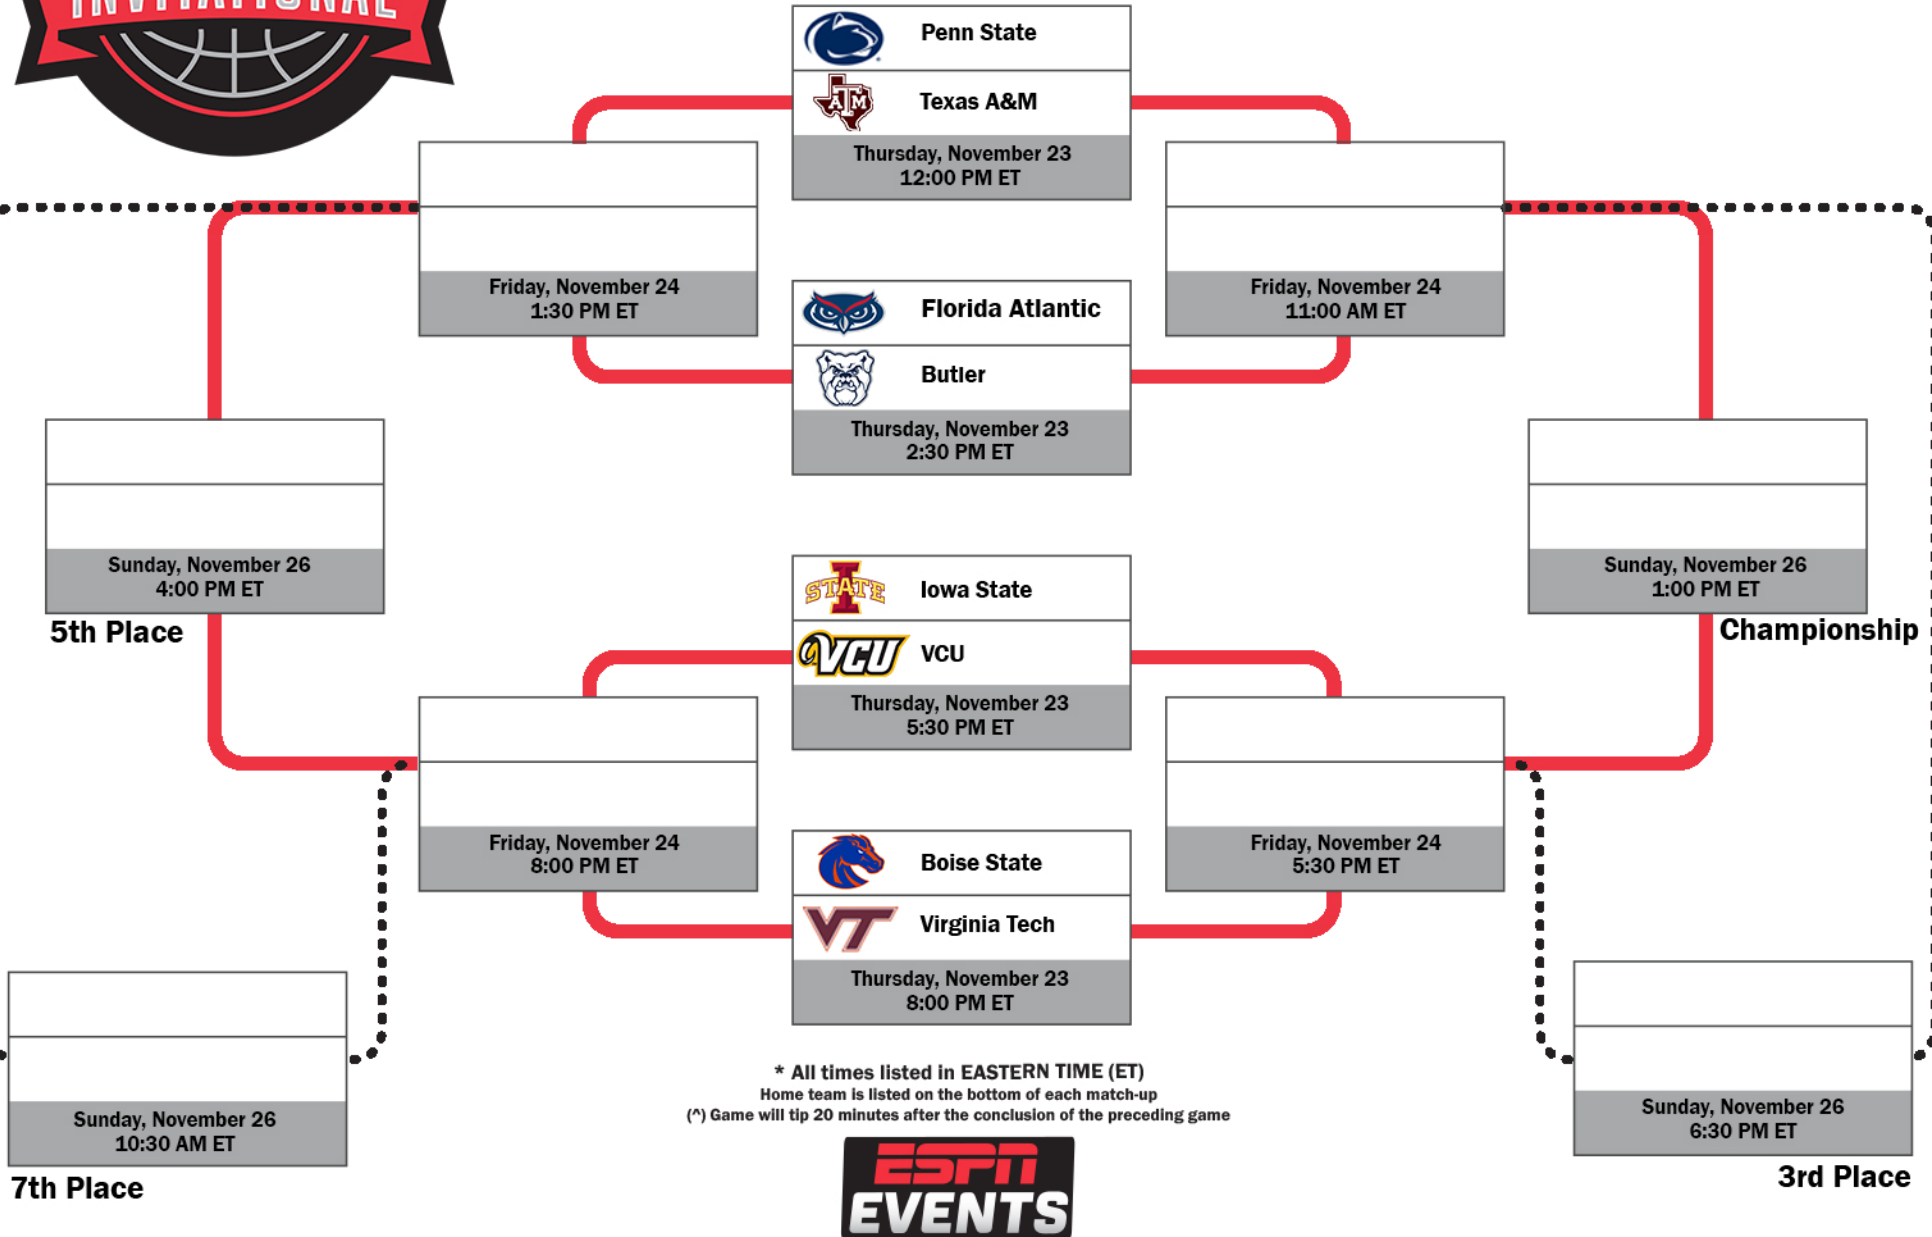 INVITATIONAL
Penn State
Texas A&M
Thursday, November 23
12:00 PM ET
Friday, November 24
1:30 PM ET
Friday, November 24
11:00 AM ET
Florida Atlantic
Butler
Thursday, November 23
2:30 PM ET
Sunday, November 26
4:00 PM ET
5th Place
Sunday, November 26
1:00 PM ET
Championship
I STATE
Iowa State
VCU
VCU
Thursday, November 23
5:30 PM ET
Friday, November 24
8:00 PM ET
Friday, November 24
5:30 PM ET
Boise State
VT
Virginia Tech
Thursday, November 23
8:00 PM ET
Sunday, November 26
10:30 AM ET
7th Place
Sunday, November 26
6:30 PM ET
3rd Place
* All times listed in EASTERN TIME (ET)
Home team is listed on the bottom of each match-up
(^) Game will tip 20 minutes after the conclusion of the preceding game
ESPN
EVENTS